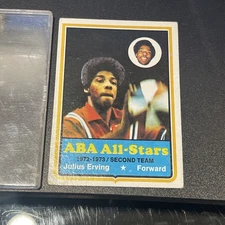 ABA All-Stars
1972-1973 / SECOND TEAM
Julius Erving ★ Forward